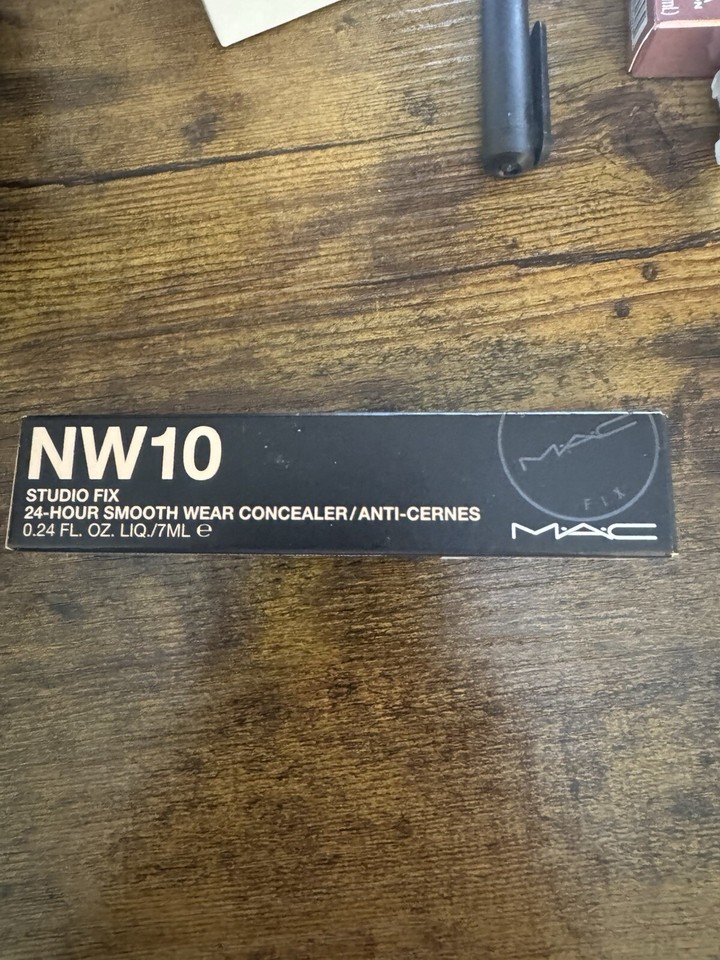 NW10
STUDIO FIX
24-HOUR SMOOTH WEAR CONCEALER/ANTI-CERNES
0.24 FL. OZ. LIQ./7ML ℮
MAC
FIX
MAC